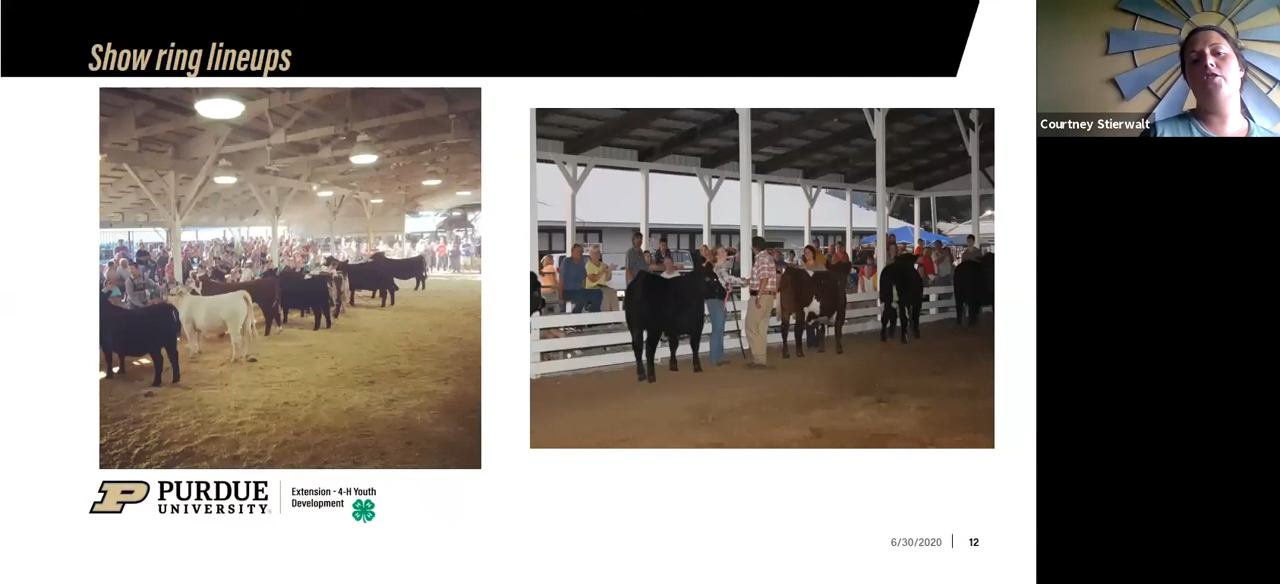 Show ring lineups
Courtney Stierwalt
PURDUE
UNIVERSITY®
Extension - 4-H Youth
Development
6/30/2020 | 12